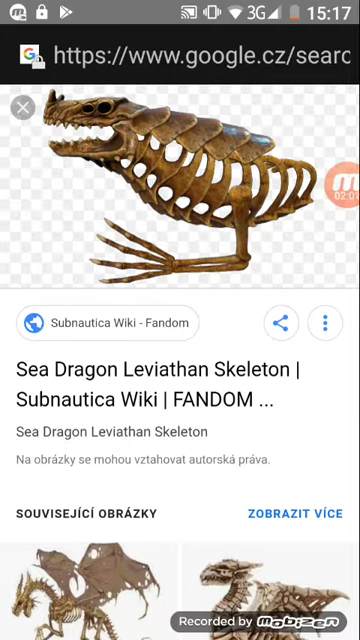 3G
15:17
https://www.google.cz/searc
02:07
Subnautica Wiki - Fandom
Sea Dragon Leviathan Skeleton |
Subnautica Wiki | FANDOM ...
Sea Dragon Leviathan Skeleton
Na obrázky se mohou vztahovat autorská práva.
SOUVISEJÍCÍ OBRÁZKY
ZOBRAZIT VÍCE
Recorded by mobizen